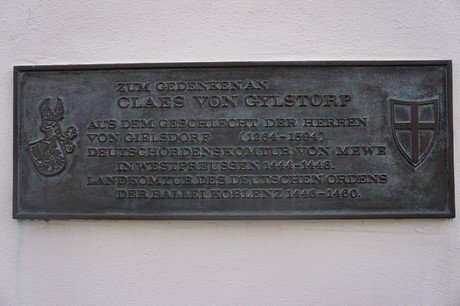 ZUM GEDENKEN AN
CLAES VON GYLSTORP
AUS DEM GESCHLECHT DER HERREN
VON GIELSDORF (1264-1594),
DEUTSCHORDENSKOMTUR VON MEWE
IN WESTPREUSSEN 1444-1446.
LANDKOMTUR DES DEUTSCHEN ORDENS
DER BALLEI KOBLENZ 1446-1460.